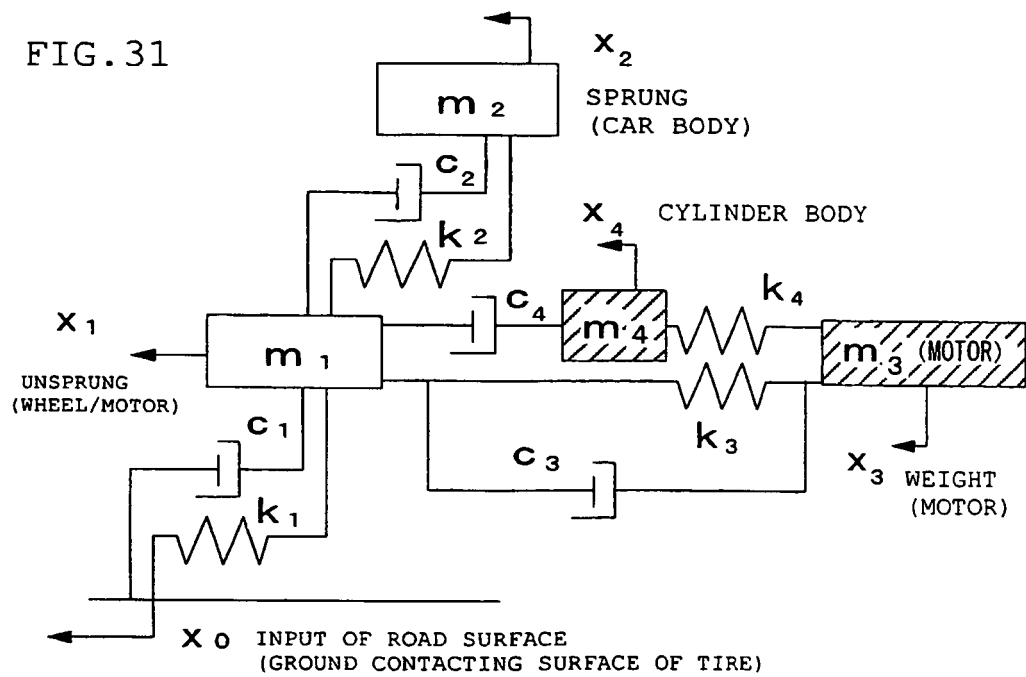 FIG.31
x₂
m₂
SPRUNG
(CAR BODY)
c₂
x₄ CYLINDER BODY
k₂
c₄
k₄
x₁
m₁
m₄
m₃ (MOTOR)
UNSPRUNG
(WHEEL/MOTOR)
c₁
k₃
c₃
x₃ WEIGHT
(MOTOR)
k₁
x₀ INPUT OF ROAD SURFACE
(GROUND CONTACTING SURFACE OF TIRE)